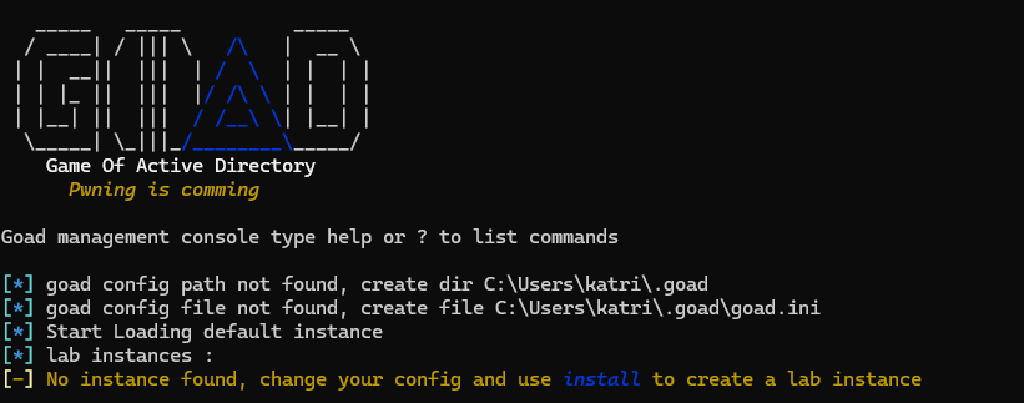 GOAD
Game Of Active Directory
Pwning is comming
Goad management console type help or ? to list commands
[*] goad config path not found, create dir C:\Users\katri\.goad
[*] goad config file not found, create file C:\Users\katri\.goad\goad.ini
[*] Start Loading default instance
[*] lab instances :
[-] No instance found, change your config and use install to create a lab instance